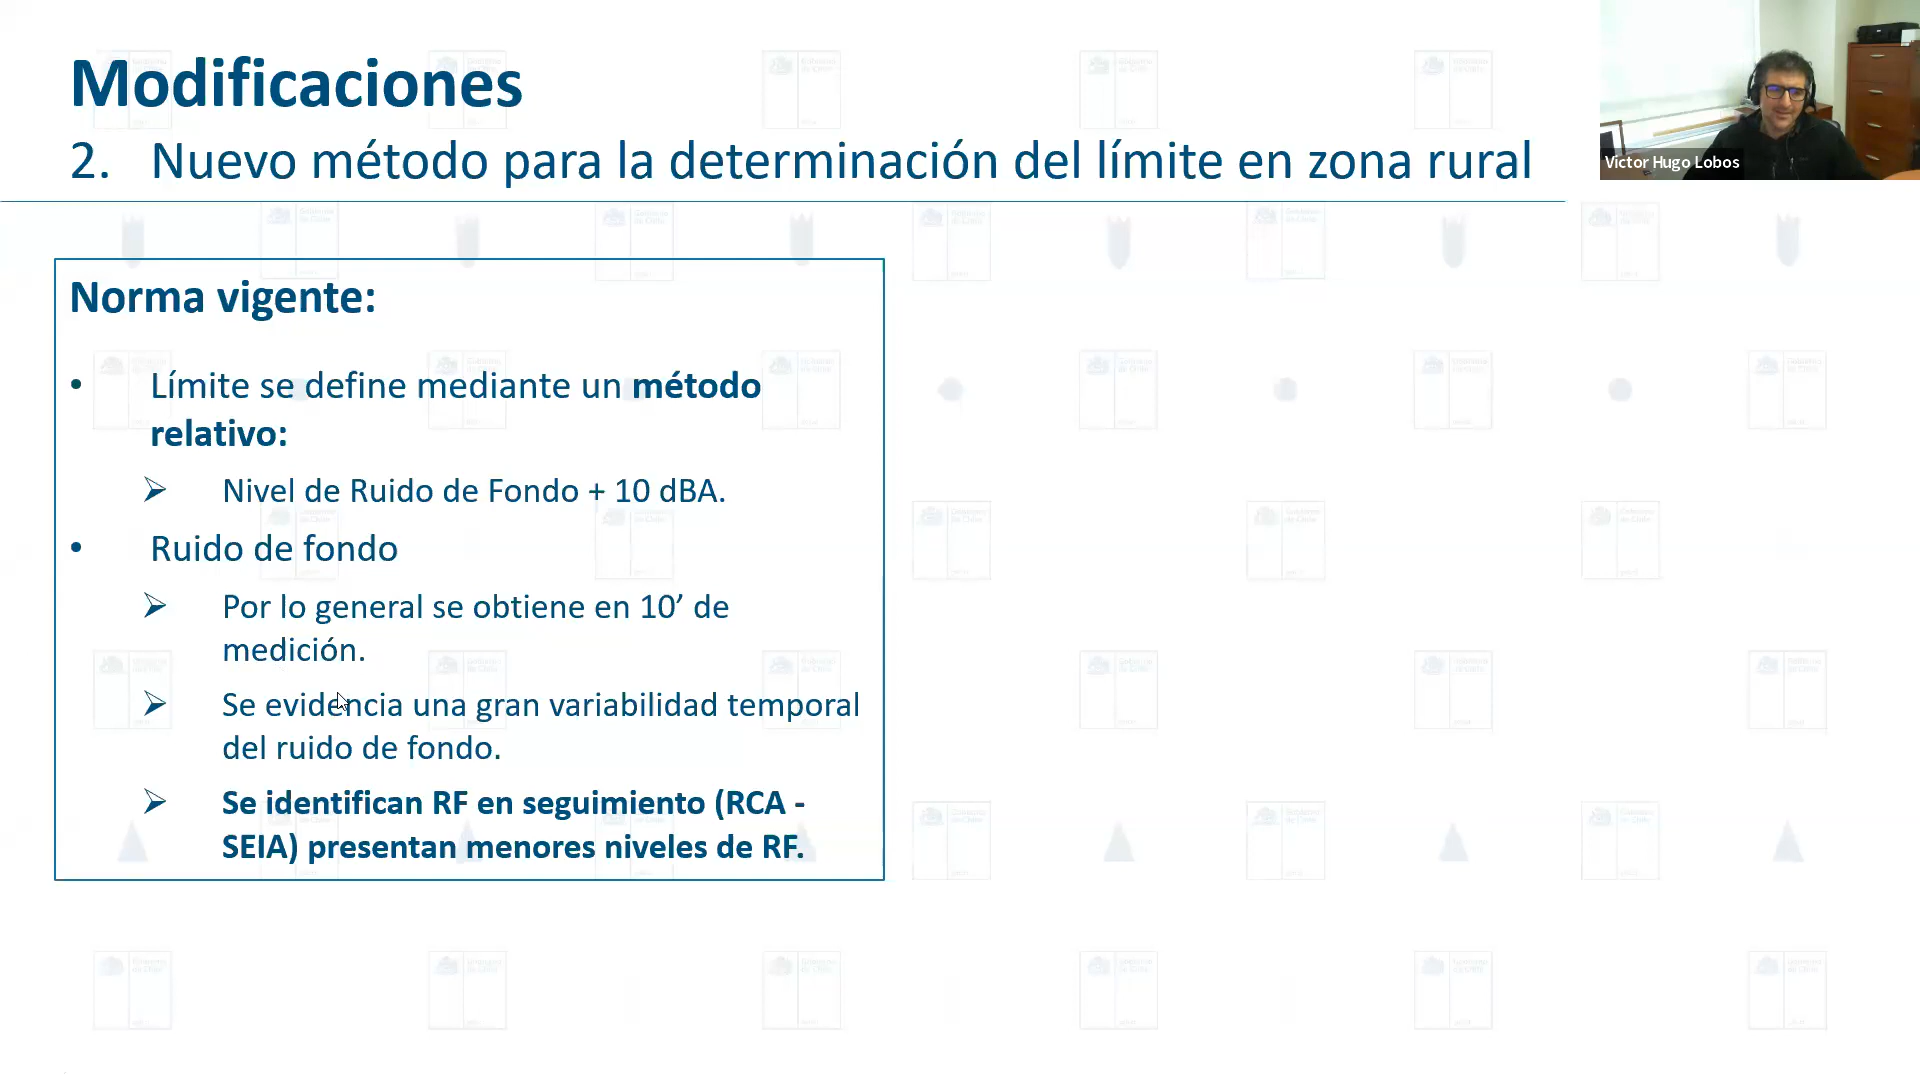 Modificaciones
2. Nuevo método para la determinación del límite en zona rural
Victor Hugo Lobos
Norma vigente:
• Límite se define mediante un método
relativo:
➢ Nivel de Ruido de Fondo + 10 dBA.
• Ruido de fondo
➢ Por lo general se obtiene en 10’ de
medición.
➢ Se evidencia una gran variabilidad temporal
del ruido de fondo.
➢ Se identifican RF en seguimiento (RCA -
SEIA) presentan menores niveles de RF.